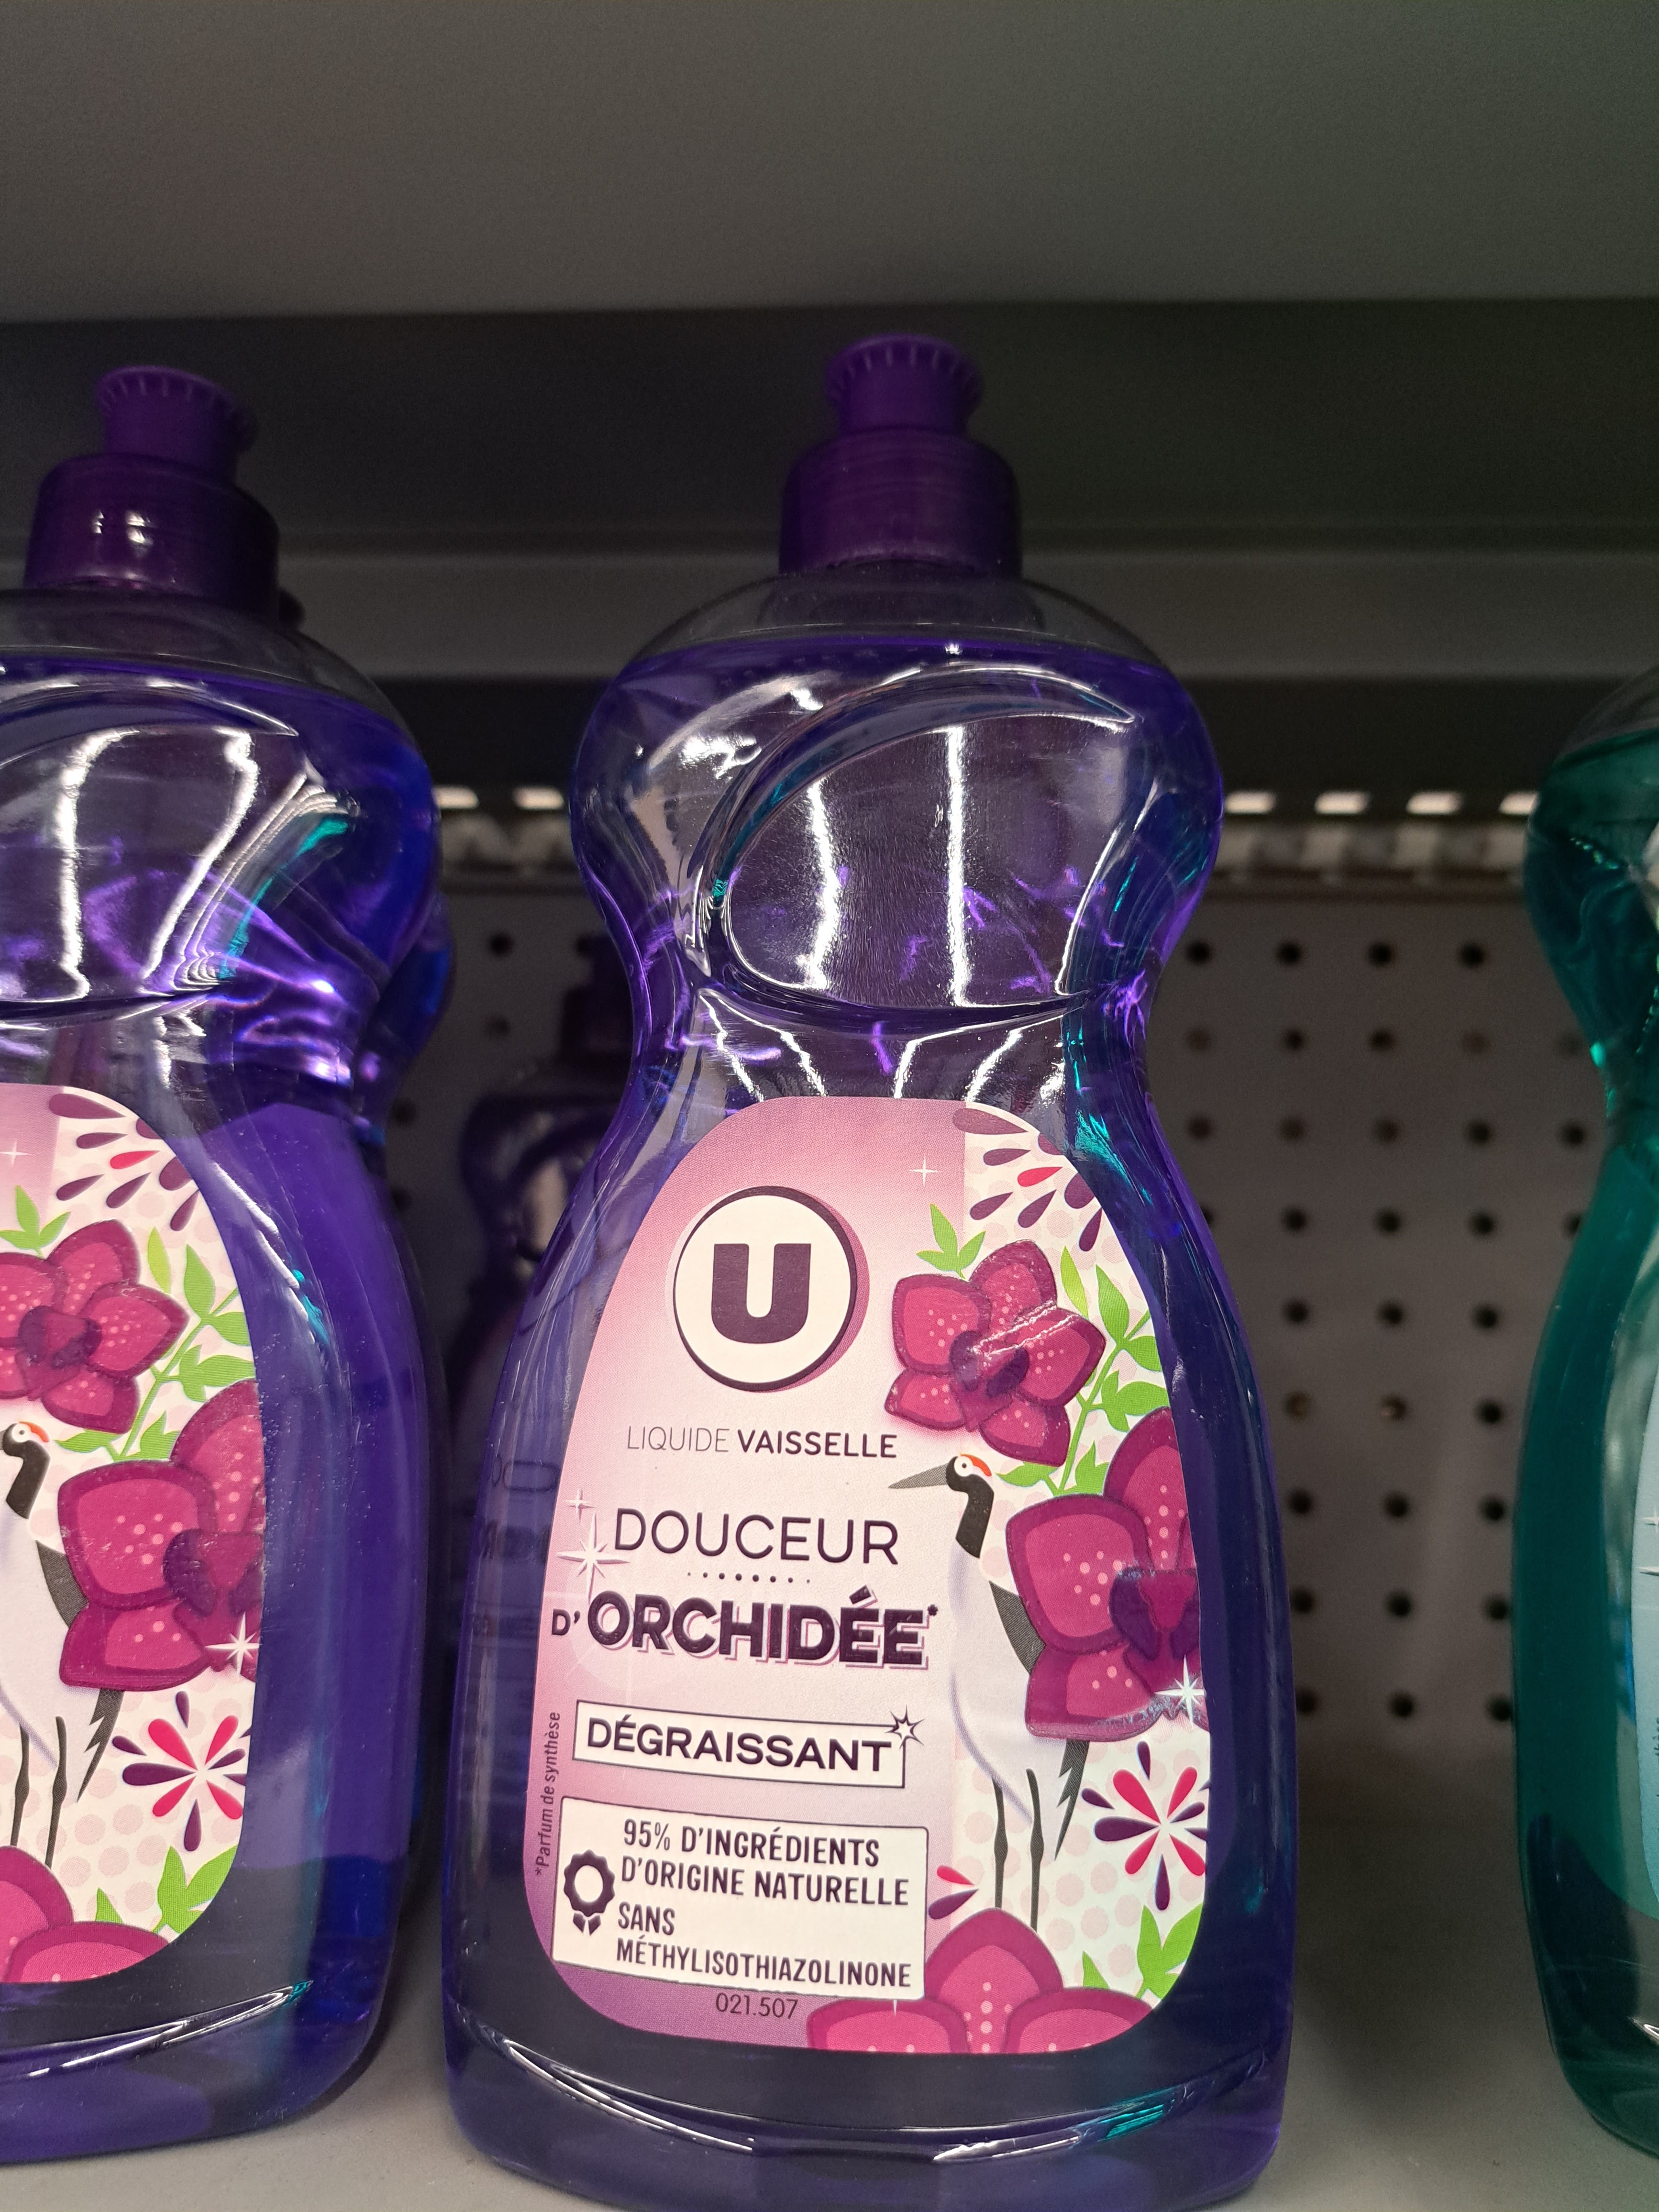 U
LIQUIDE VAISSELLE
DOUCEUR
D'ORCHIDÉE*
DÉGRAISSANT
*Parfum de synthèse
95% D'INGRÉDIENTS
D'ORIGINE NATURELLE
SANS
MÉTHYLISOTHIAZOLINONE
021.507